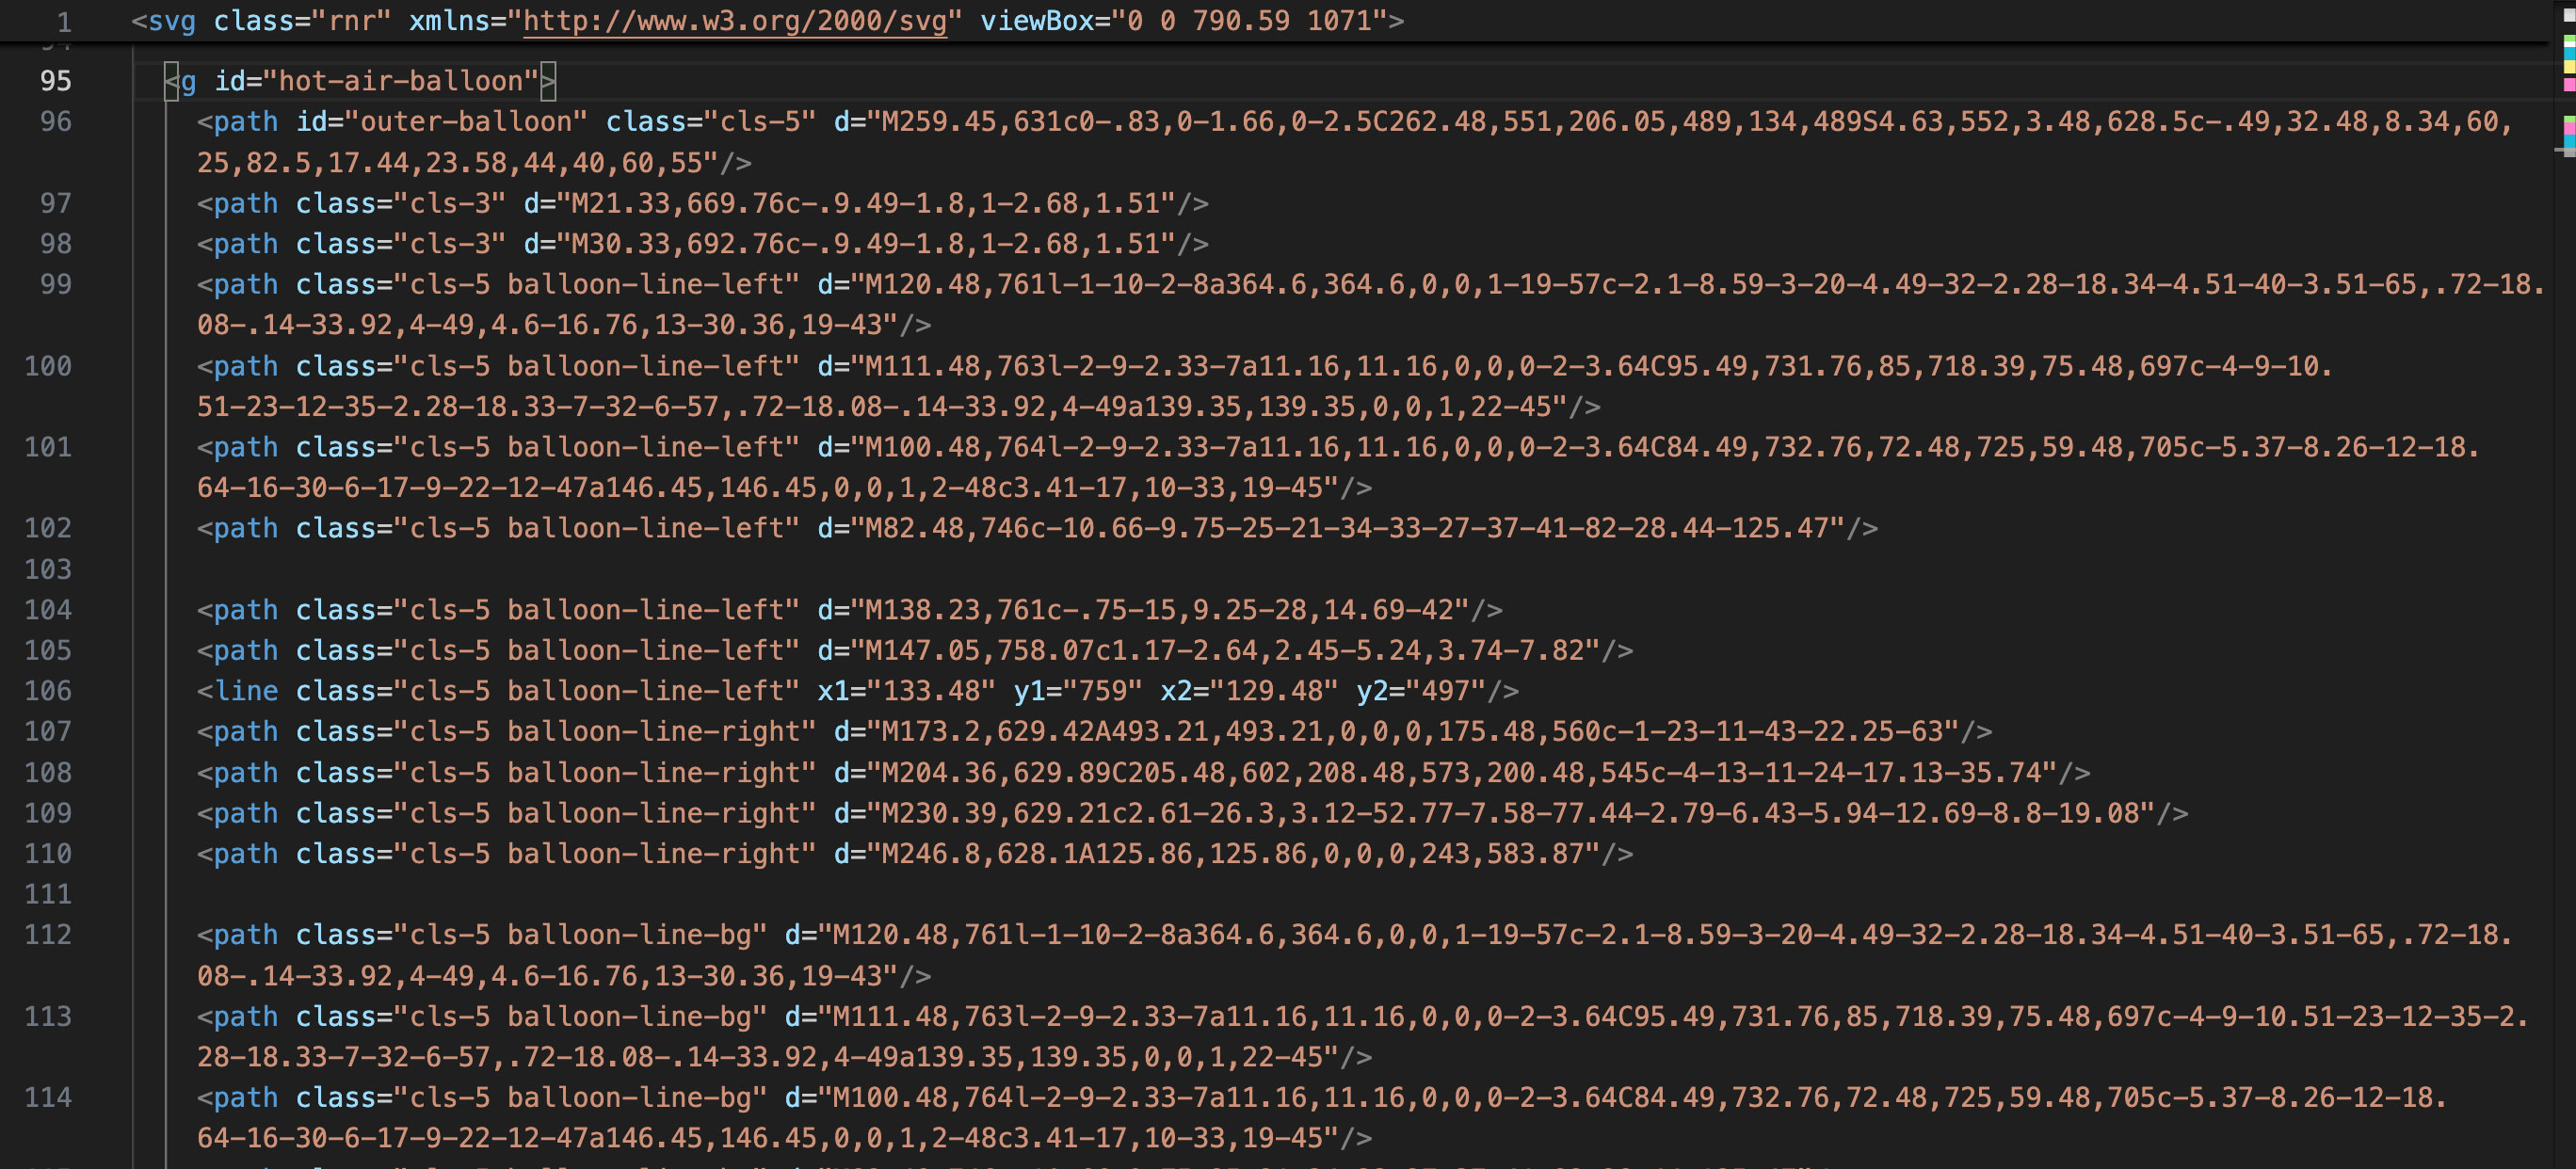 1 <svg class="rnr" xmlns="http://www.w3.org/2000/svg" viewBox="0 0 790.59 1071">
95 <g id="hot-air-balloon">
96 <path id="outer-balloon" class="cls-5" d="M259.45,631c0-.83,0-1.66,0-2.5C262.48,551,206.05,489,134,489S4.63,552,3.48,628.5c-.49,32.48,8.34,60,
25,82.5,17.44,23.58,44,40,60,55"/>
97 <path class="cls-3" d="M21.33,669.76c-.9.49-1.8,1-2.68,1.51"/>
98 <path class="cls-3" d="M30.33,692.76c-.9.49-1.8,1-2.68,1.51"/>
99 <path class="cls-5 balloon-line-left" d="M120.48,761l-1-10-2-8a364.6,364.6,0,0,1-19-57c-2.1-8.59-3-20-4.49-32-2.28-18.34-4.51-40-3.51-65,.72-18.
08-.14-33.92,4-49,4.6-16.76,13-30.36,19-43"/>
100 <path class="cls-5 balloon-line-left" d="M111.48,763l-2-9-2.33-7a11.16,11.16,0,0,0-2-3.64C95.49,731.76,85,718.39,75.48,697c-4-9-10.
51-23-12-35-2.28-18.33-7-32-6-57,.72-18.08-.14-33.92,4-49a139.35,139.35,0,0,1,22-45"/>
101 <path class="cls-5 balloon-line-left" d="M100.48,764l-2-9-2.33-7a11.16,11.16,0,0,0-2-3.64C84.49,732.76,72.48,725,59.48,705c-5.37-8.26-12-18.
64-16-30-6-17-9-22-12-47a146.45,146.45,0,0,1,2-48c3.41-17,10-33,19-45"/>
102 <path class="cls-5 balloon-line-left" d="M82.48,746c-10.66-9.75-25-21-34-33-27-37-41-82-28.44-125.47"/>
103
104 <path class="cls-5 balloon-line-left" d="M138.23,761c-.75-15,9.25-28,14.69-42"/>
105 <path class="cls-5 balloon-line-left" d="M147.05,758.07c1.17-2.64,2.45-5.24,3.74-7.82"/>
106 <line class="cls-5 balloon-line-left" x1="133.48" y1="759" x2="129.48" y2="497"/>
107 <path class="cls-5 balloon-line-right" d="M173.2,629.42A493.21,493.21,0,0,0,175.48,560c-1-23-11-43-22.25-63"/>
108 <path class="cls-5 balloon-line-right" d="M204.36,629.89C205.48,602,208.48,573,200.48,545c-4-13-11-24-17.13-35.74"/>
109 <path class="cls-5 balloon-line-right" d="M230.39,629.21c2.61-26.3,3.12-52.77-7.58-77.44-2.79-6.43-5.94-12.69-8.8-19.08"/>
110 <path class="cls-5 balloon-line-right" d="M246.8,628.1A125.86,125.86,0,0,0,243,583.87"/>
111
112 <path class="cls-5 balloon-line-bg" d="M120.48,761l-1-10-2-8a364.6,364.6,0,0,1-19-57c-2.1-8.59-3-20-4.49-32-2.28-18.34-4.51-40-3.51-65,.72-18.
08-.14-33.92,4-49,4.6-16.76,13-30.36,19-43"/>
113 <path class="cls-5 balloon-line-bg" d="M111.48,763l-2-9-2.33-7a11.16,11.16,0,0,0-2-3.64C95.49,731.76,85,718.39,75.48,697c-4-9-10.51-23-12-35-2.
28-18.33-7-32-6-57,.72-18.08-.14-33.92,4-49a139.35,139.35,0,0,1,22-45"/>
114 <path class="cls-5 balloon-line-bg" d="M100.48,764l-2-9-2.33-7a11.16,11.16,0,0,0-2-3.64C84.49,732.76,72.48,725,59.48,705c-5.37-8.26-12-18.
64-16-30-6-17-9-22-12-47a146.45,146.45,0,0,1,2-48c3.41-17,10-33,19-45"/>